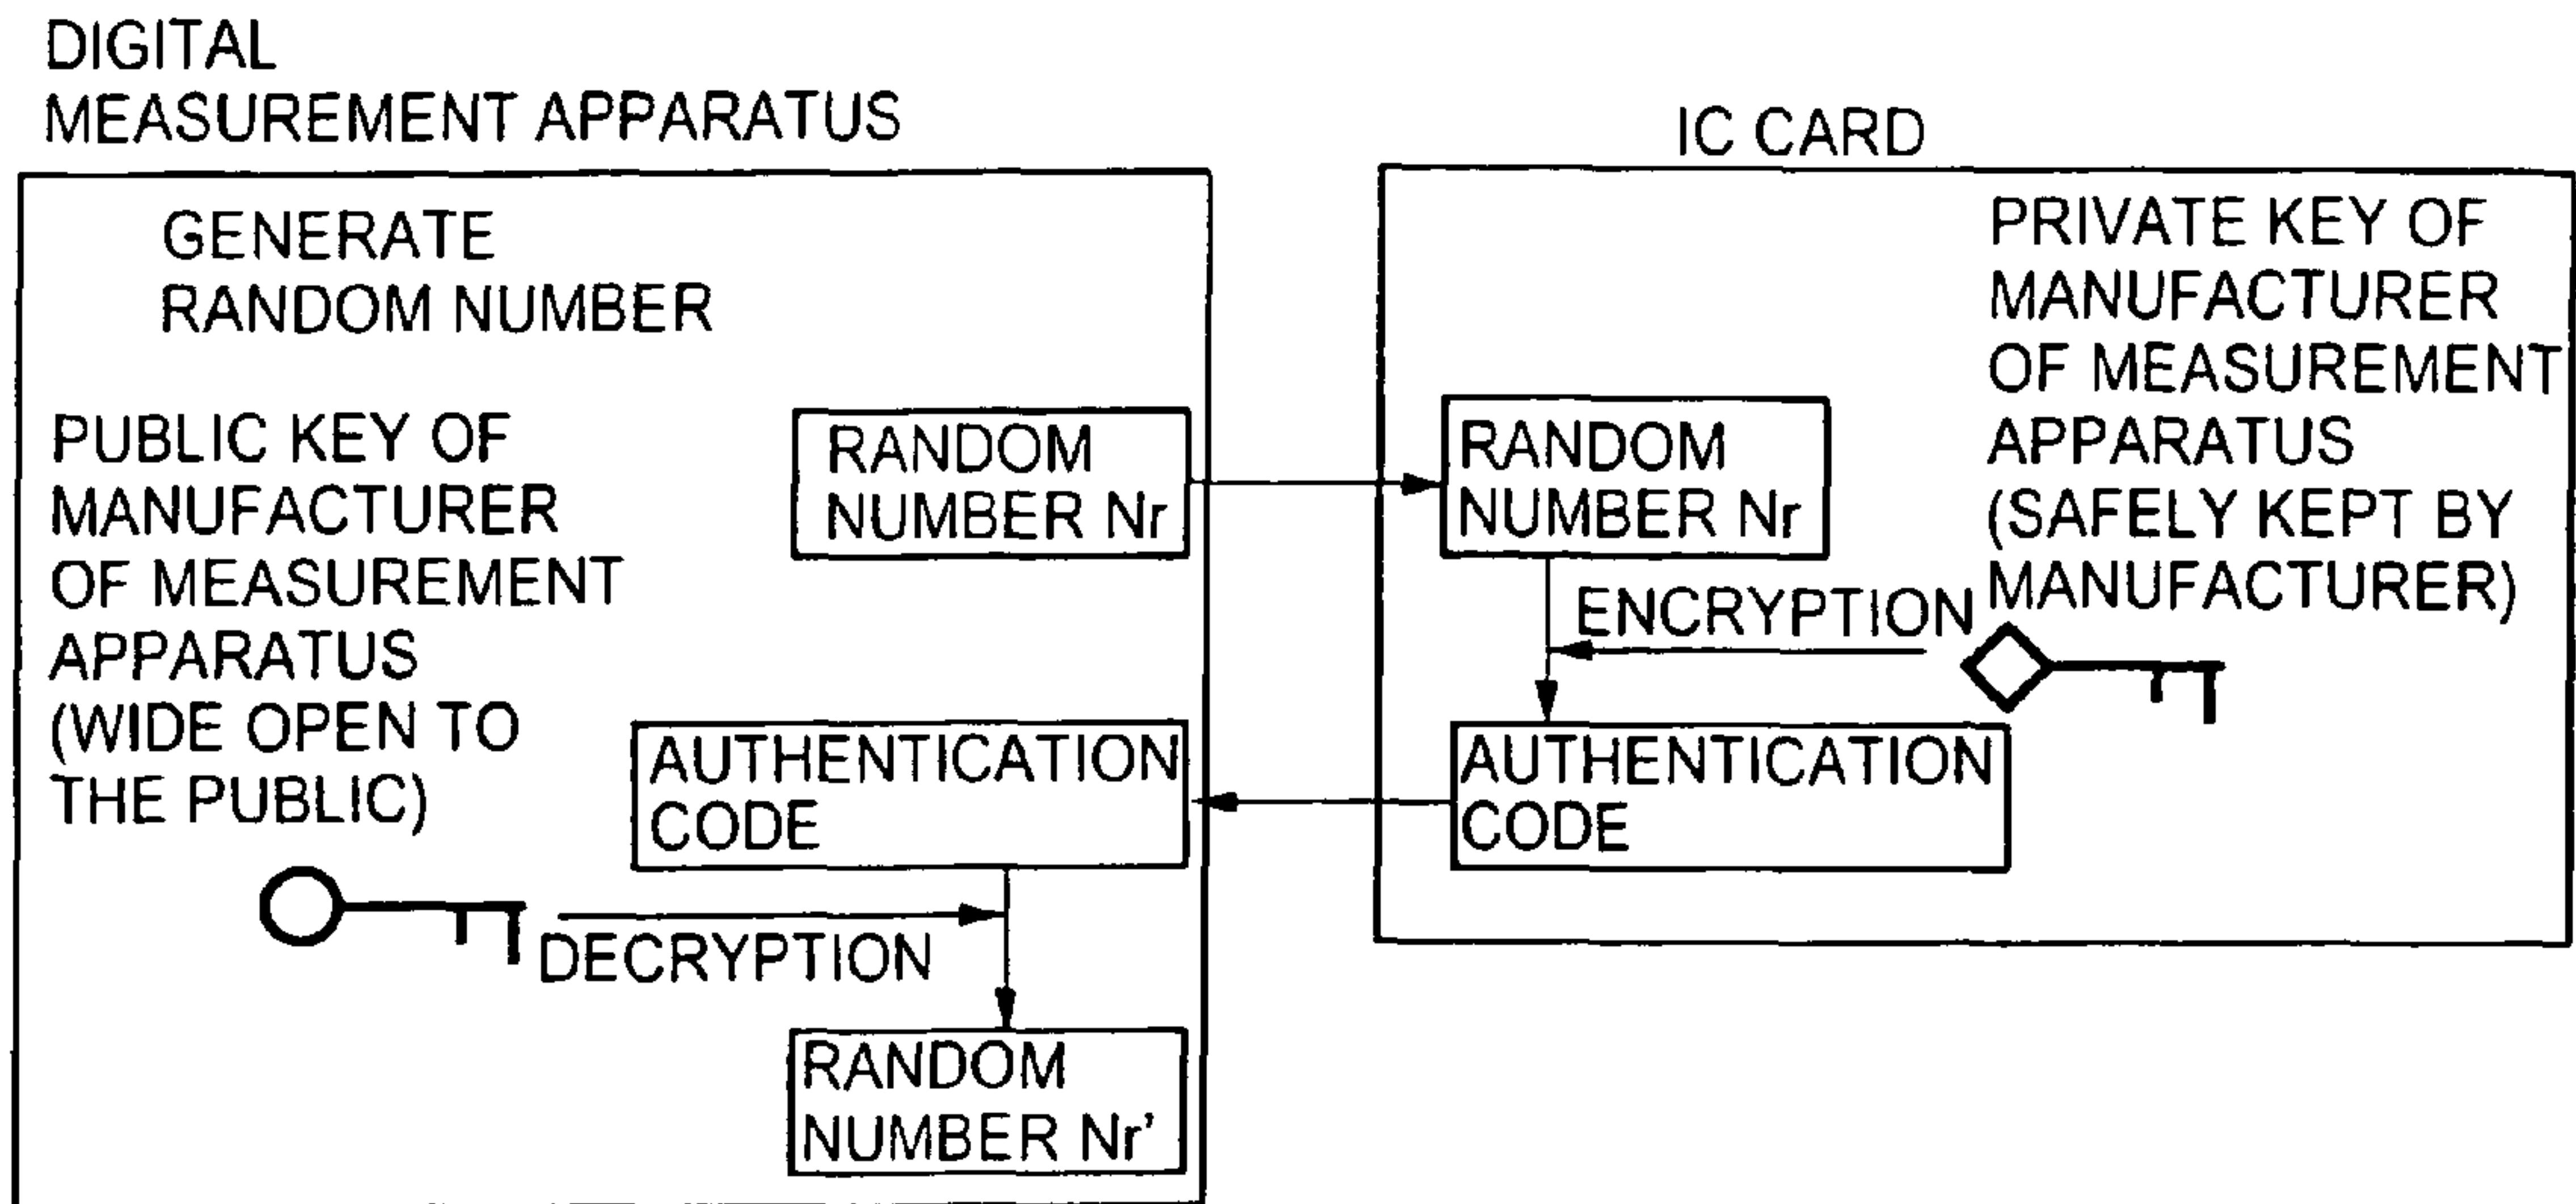 DIGITAL
MEASUREMENT APPARATUS
GENERATE
RANDOM NUMBER
PUBLIC KEY OF
MANUFACTURER
OF MEASUREMENT
APPARATUS
(WIDE OPEN TO
THE PUBLIC)
RANDOM
NUMBER Nr
AUTHENTICATION
CODE
DECRYPTION
RANDOM
NUMBER Nr'
IC CARD
RANDOM
NUMBER Nr
ENCRYPTION
AUTHENTICATION
CODE
PRIVATE KEY OF
MANUFACTURER
OF MEASUREMENT
APPARATUS
(SAFELY KEPT BY
MANUFACTURER)